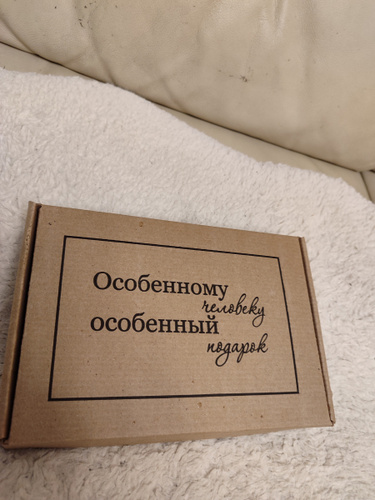 Особенному
человеку
особенный
подарок